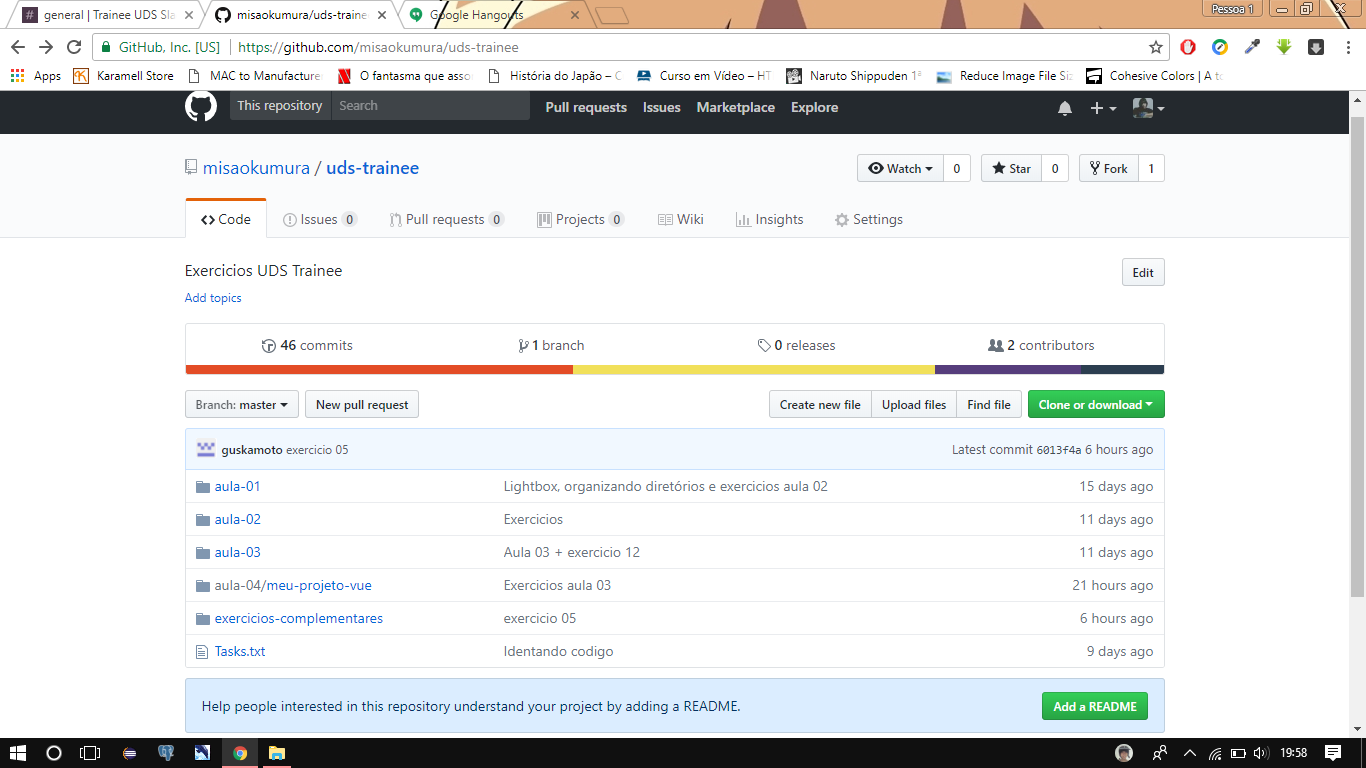 general | Trainee UDS Sla
misaokumura/uds-traine
Google Hangouts
Pessoa 1
GitHub, Inc. [US]
https://github.com/misaokumura/uds-trainee
Apps
Karamell Store
MAC to Manufacture
O fantasma que asso
História do Japão – C
Curso em Vídeo – HT
Naruto Shippuden 1ª
Reduce Image File Siz
Cohesive Colors | A to
This repository
Search
Pull requests
Issues
Marketplace
Explore
misaokumura / uds-trainee
Watch 0
Star 0
Fork 1
Code
Issues 0
Pull requests 0
Projects 0
Wiki
Insights
Settings
Exercicios UDS Trainee
Edit
Add topics
46 commits
1 branch
0 releases
2 contributors
Branch: master
New pull request
Create new file
Upload files
Find file
Clone or download
guskamoto exercicio 05
Latest commit 6013f4a 6 hours ago
aula-01
Lightbox, organizando diretórios e exercicios aula 02
15 days ago
aula-02
Exercicios
11 days ago
aula-03
Aula 03 + exercicio 12
11 days ago
aula-04/meu-projeto-vue
Exercicios aula 03
21 hours ago
exercicios-complementares
exercicio 05
6 hours ago
Tasks.txt
Identando codigo
9 days ago
Help people interested in this repository understand your project by adding a README.
Add a README
19:58